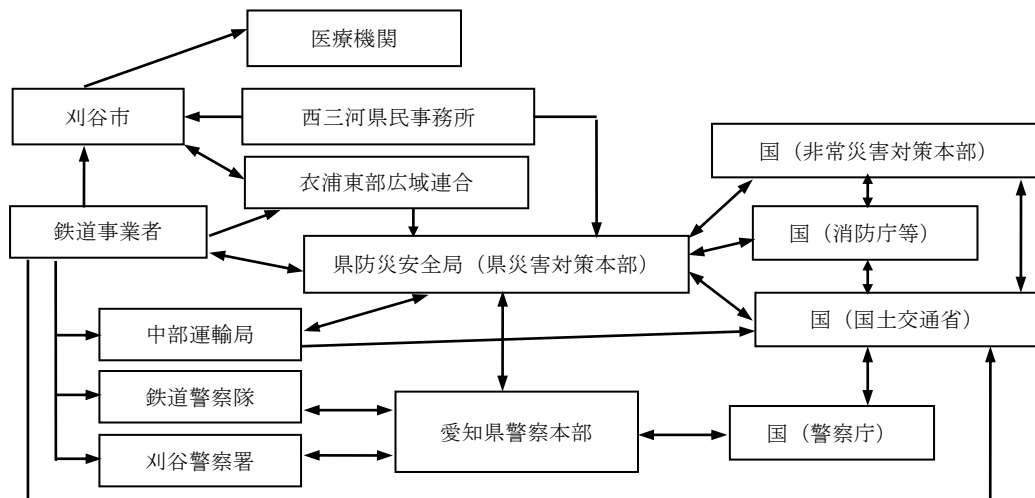 医療機関
刈谷市
西三河県民事務所
国（非常災害対策本部）
衣浦東部広域連合
鉄道事業者
国（消防庁等）
県防災安全局（県災害対策本部）
国（国土交通省）
中部運輸局
鉄道警察隊
愛知県警察本部
国（警察庁）
刈谷警察署